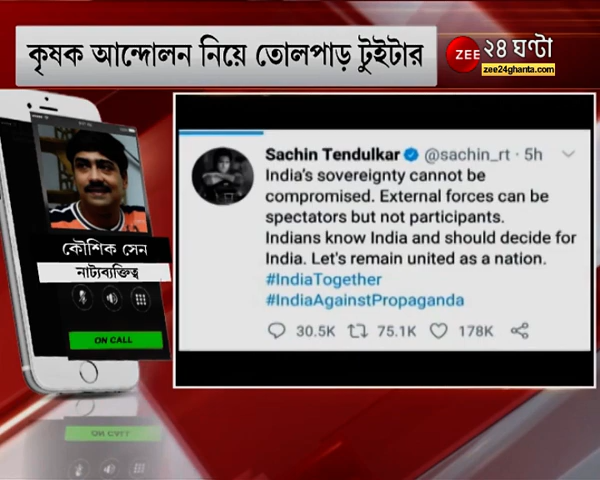 কৃষক আন্দোলন নিয়ে তোলপাড় টুইটার
ZEE ২৪ ঘণ্টা
zee24ghanta.com
কৌশিক সেন
নাট্যব্যক্তিত্ব
ON CALL
Sachin Tendulkar @sachin_rt · 5h
India's sovereignty cannot be
compromised. External forces can be
spectators but not participants.
Indians know India and should decide for
India. Let's remain united as a nation.
#IndiaTogether
#IndiaAgainstPropaganda
30.5K 75.1K 178K
ON CALL